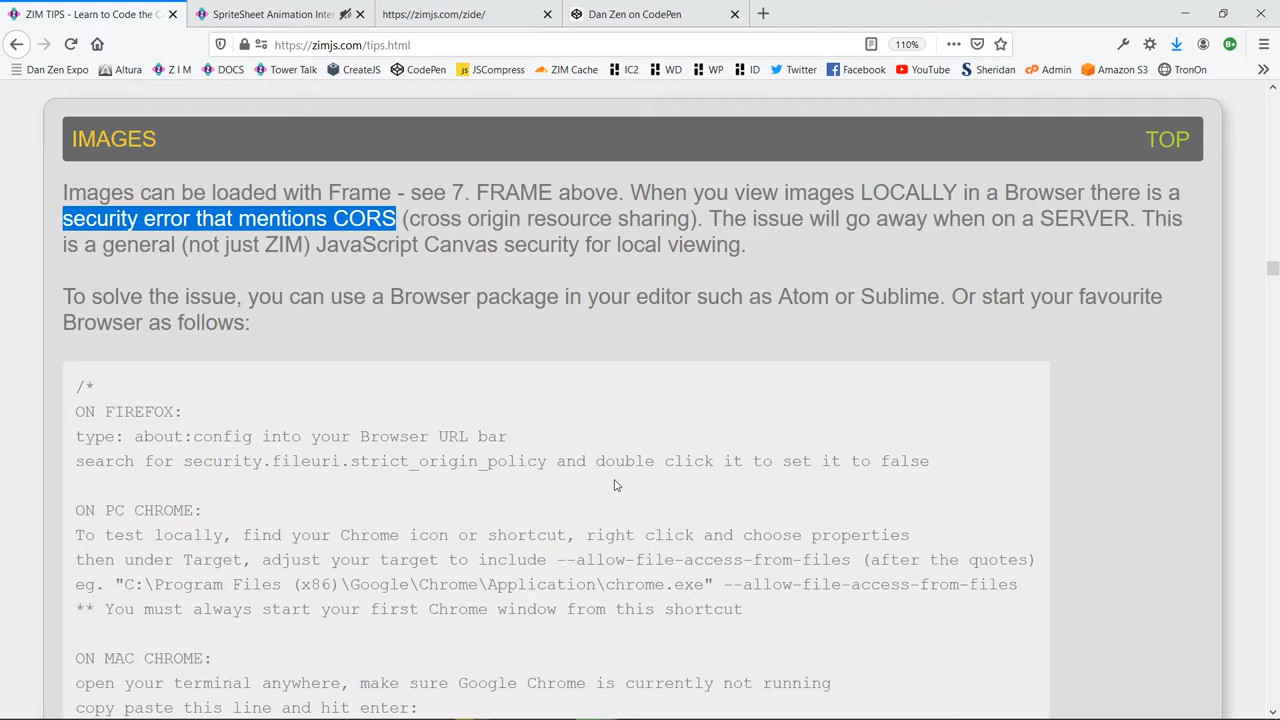 ZIM TIPS - Learn to Code the C
SpriteSheet Animation Inter
https://zimjs.com/zide/
Dan Zen on CodePen
https://zimjs.com/tips.html
110%
Dan Zen Expo Altura Z I M DOCS Tower Talk CreateJS CodePen JSCompress ZIM Cache IC2 WD WP ID Twitter Facebook YouTube Sheridan Admin Amazon S3 TronOn
IMAGES TOP
Images can be loaded with Frame - see 7. FRAME above. When you view images LOCALLY in a Browser there is a
security error that mentions CORS (cross origin resource sharing). The issue will go away when on a SERVER. This
is a general (not just ZIM) JavaScript Canvas security for local viewing.
To solve the issue, you can use a Browser package in your editor such as Atom or Sublime. Or start your favourite
Browser as follows:
/*
ON FIREFOX:
type: about:config into your Browser URL bar
search for security.fileuri.strict_origin_policy and double click it to set it to false
ON PC CHROME:
To test locally, find your Chrome icon or shortcut, right click and choose properties
then under Target, adjust your target to include --allow-file-access-from-files (after the quotes)
eg. "C:\Program Files (x86)\Google\Chrome\Application\chrome.exe" --allow-file-access-from-files
** You must always start your first Chrome window from this shortcut
ON MAC CHROME:
open your terminal anywhere, make sure Google Chrome is currently not running
copy paste this line and hit enter: